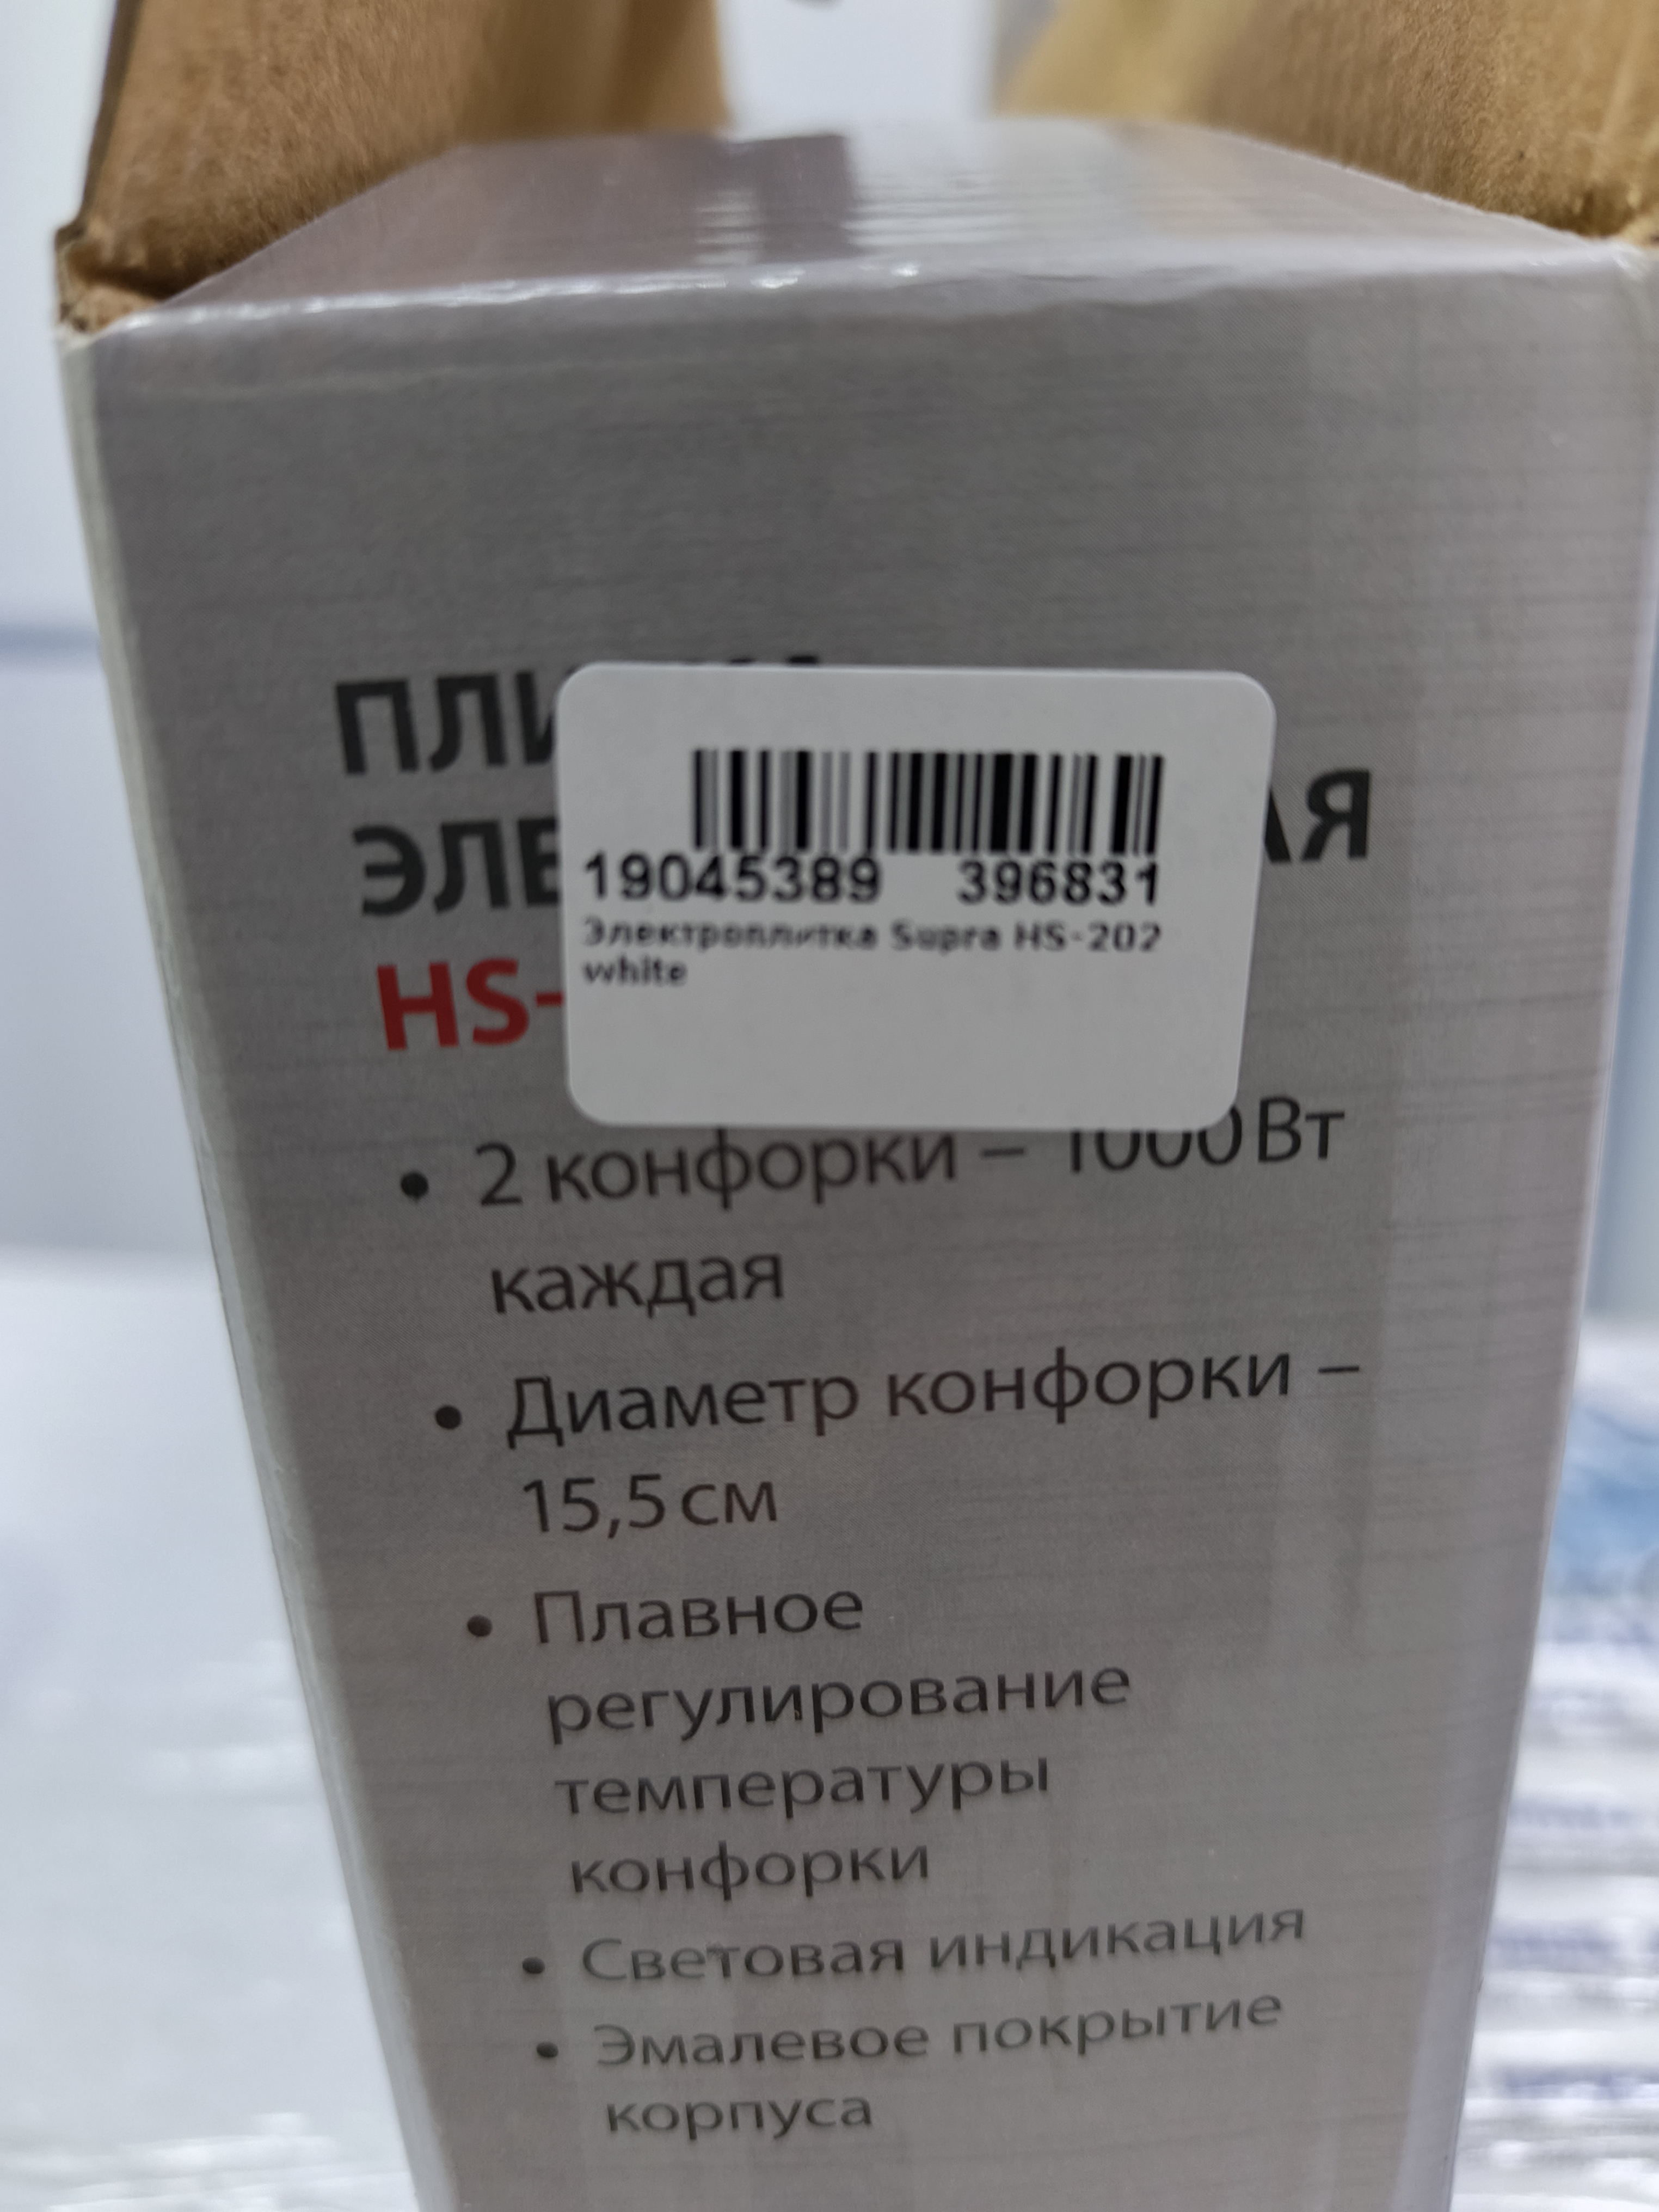 ПЛИ
ЭЛЕ АЯ
HS-
19045389 396831
Электроплитка Supra HS-202
white
• 2 конфорки – 1000 Вт
каждая
• Диаметр конфорки –
15,5 см
• Плавное
регулирование
температуры
конфорки
• Световая индикация
• Эмалевое покрытие
корпуса